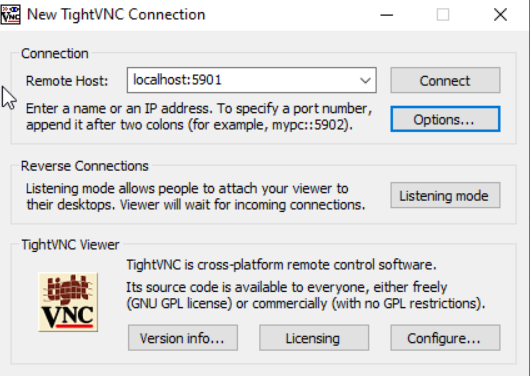 New TightVNC Connection
Connection
Remote Host: localhost:5901
Connect
Enter a name or an IP address. To specify a port number,
append it after two colons (for example, mypc::5902).
Options...
Reverse Connections
Listening mode allows people to attach your viewer to
their desktops. Viewer will wait for incoming connections.
Listening mode
TightVNC Viewer
tight
VNC
TightVNC is cross-platform remote control software.
Its source code is available to everyone, either freely
(GNU GPL license) or commercially (with no GPL restrictions).
Version info...
Licensing
Configure...